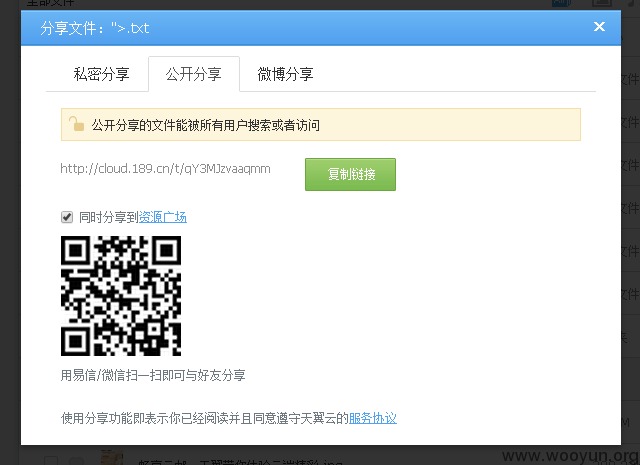 全部文件
分享文件：">.txt
私密分享 公开分享 微博分享
公开分享的文件能被所有用户搜索或者访问
http://cloud.189.cn/t/qY3MJzvaaqmm 复制链接
同时分享到资源广场
用易信/微信扫一扫即可与好友分享
使用分享功能即表示你已经阅读并且同意遵守天翼云的服务协议
www.wooyun.org